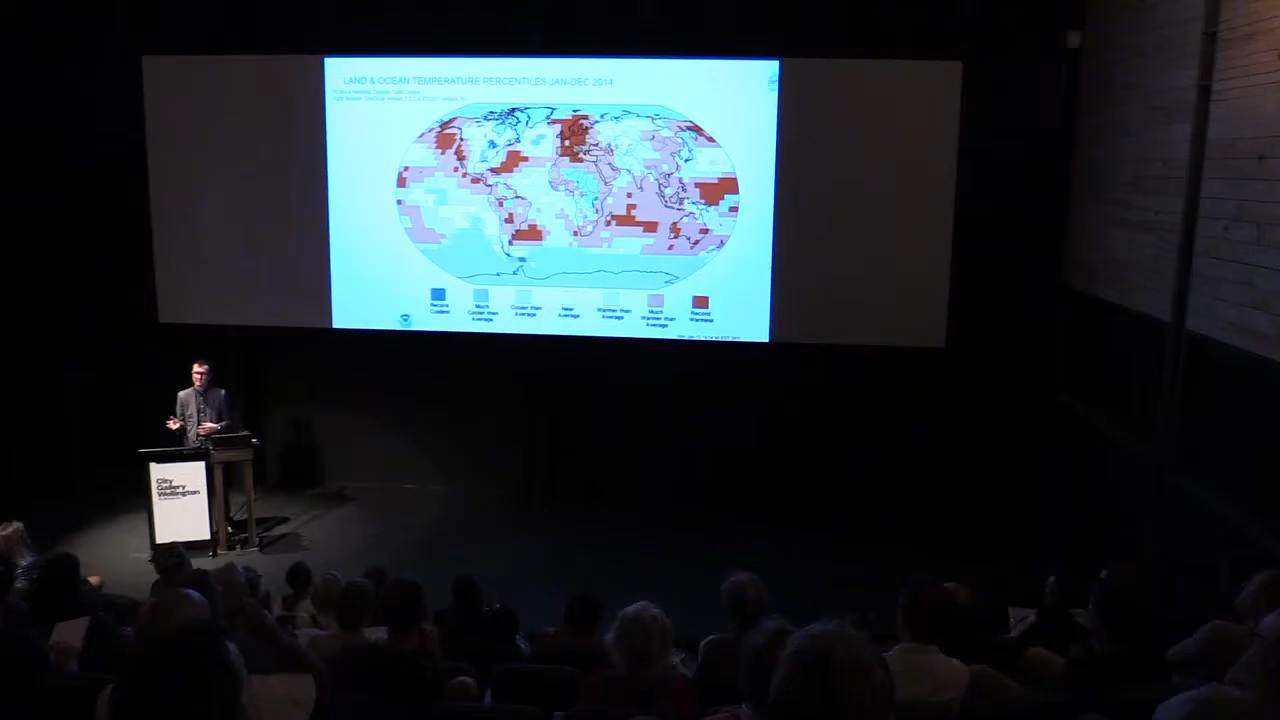 LAND & OCEAN TEMPERATURE PERCENTILES JAN-DEC 2014
Record
Coldest
Much
Cooler than
Average
Cooler than
Average
Near
Average
Warmer than
Average
Much
Warmer than
Average
Record
Warmest
City
Gallery
Wellington